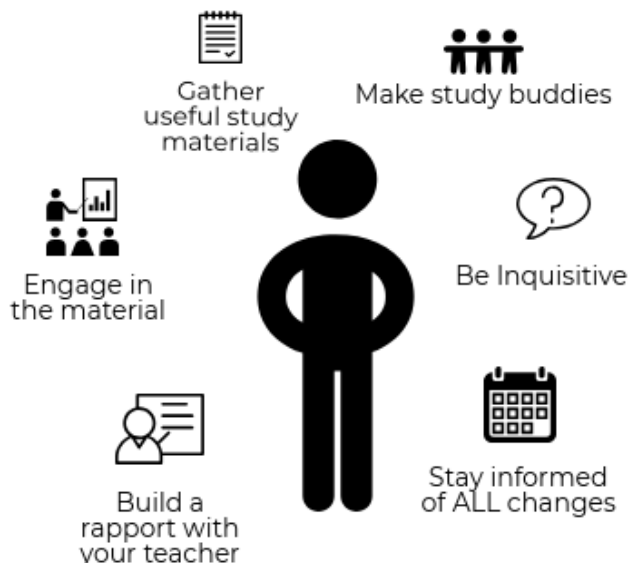 Gather
useful study
materials
Make study buddies
Engage in
the material
?
Be Inquisitive
Build a
rapport with
your teacher
Stay informed
of ALL changes